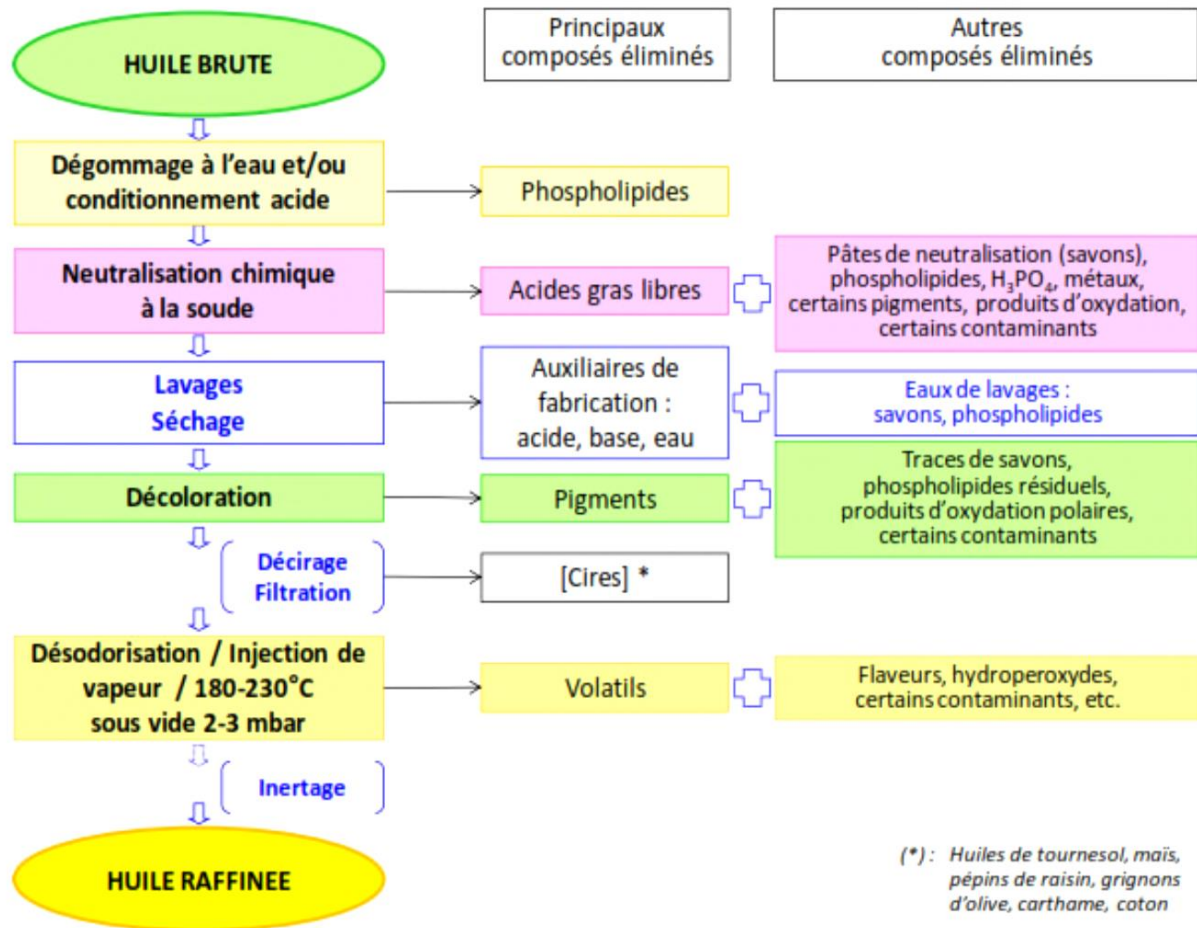 HUILE BRUTE
Principaux
composés éliminés
Autres
composés éliminés
Dégommage à l'eau et/ou
conditionnement acide
Phospholipides
Neutralisation chimique
à la soude
Acides gras libres
Pâtes de neutralisation (savons),
phospholipides, H₃PO₄, métaux,
certains pigments, produits d'oxydation,
certains contaminants
Lavages
Séchage
Auxiliaires de
fabrication :
acide, base, eau
Eaux de lavages :
savons, phospholipides
Décoloration
Pigments
Traces de savons,
phospholipides résiduels,
produits d'oxydation polaires,
certains contaminants
Décirage
Filtration
[Cires] *
Désodorisation / Injection de
vapeur / 180-230°C
sous vide 2-3 mbar
Volatils
Flaveurs, hydroperoxydes,
certains contaminants, etc.
Inertage
HUILE RAFFINEE
(*) : Huiles de tournesol, maïs,
pépins de raisin, grignons
d'olive, carthame, coton